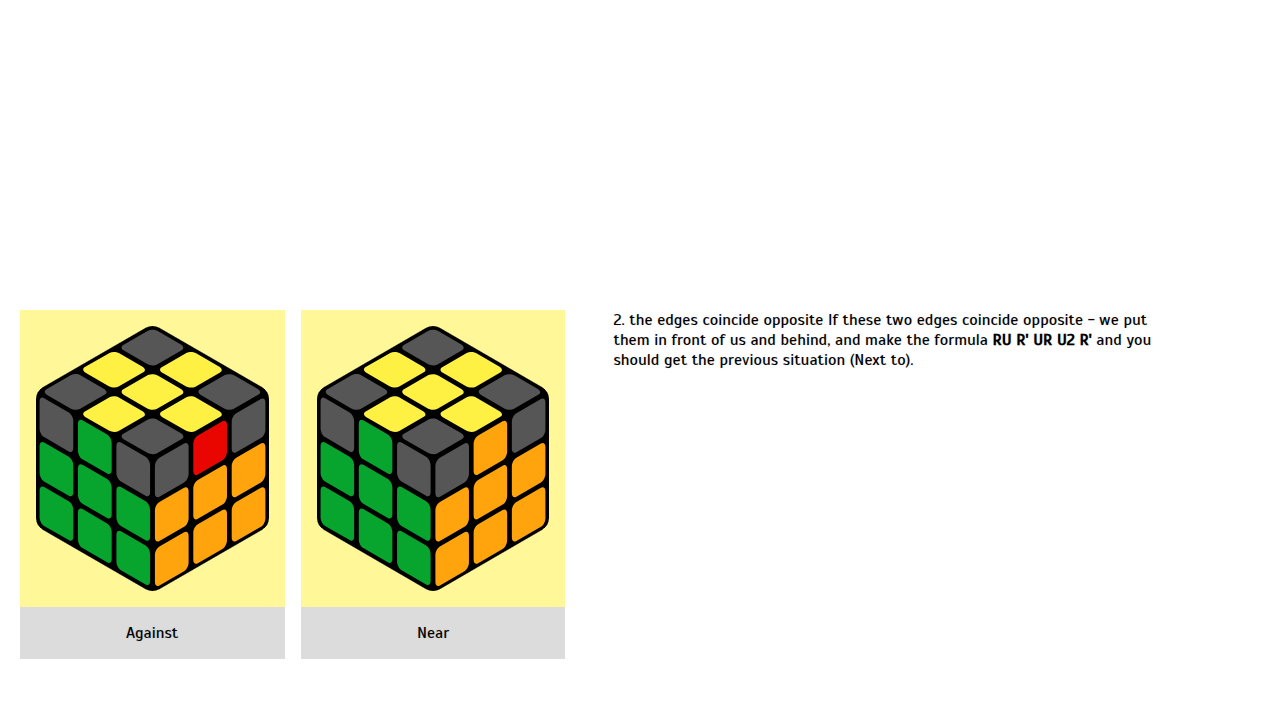 2. the edges coincide opposite If these two edges coincide opposite – we put
them in front of us and behind, and make the formula RU R' UR U2 R' and you
should get the previous situation (Next to).
Against
Near